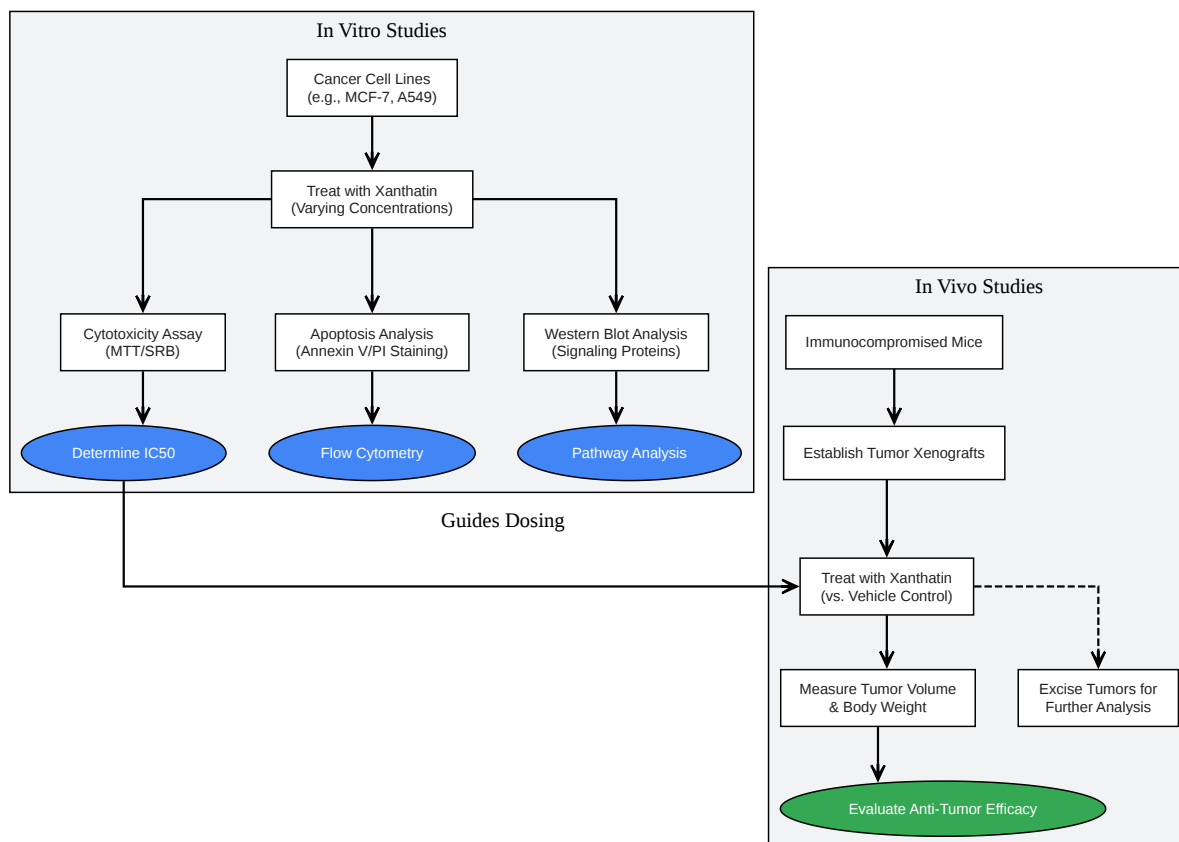 In Vitro Studies
Cancer Cell Lines
(e.g., MCF-7, A549)
Treat with Xanthatin
(Varying Concentrations)
Cytotoxicity Assay
(MTT/SRB)
Apoptosis Analysis
(Annexin V/PI Staining)
Western Blot Analysis
(Signaling Proteins)
Determine IC50
Flow Cytometry
Pathway Analysis
Guides Dosing
In Vivo Studies
Immunocompromised Mice
Establish Tumor Xenografts
Treat with Xanthatin
(vs. Vehicle Control)
Measure Tumor Volume
& Body Weight
Excise Tumors for
Further Analysis
Evaluate Anti-Tumor Efficacy